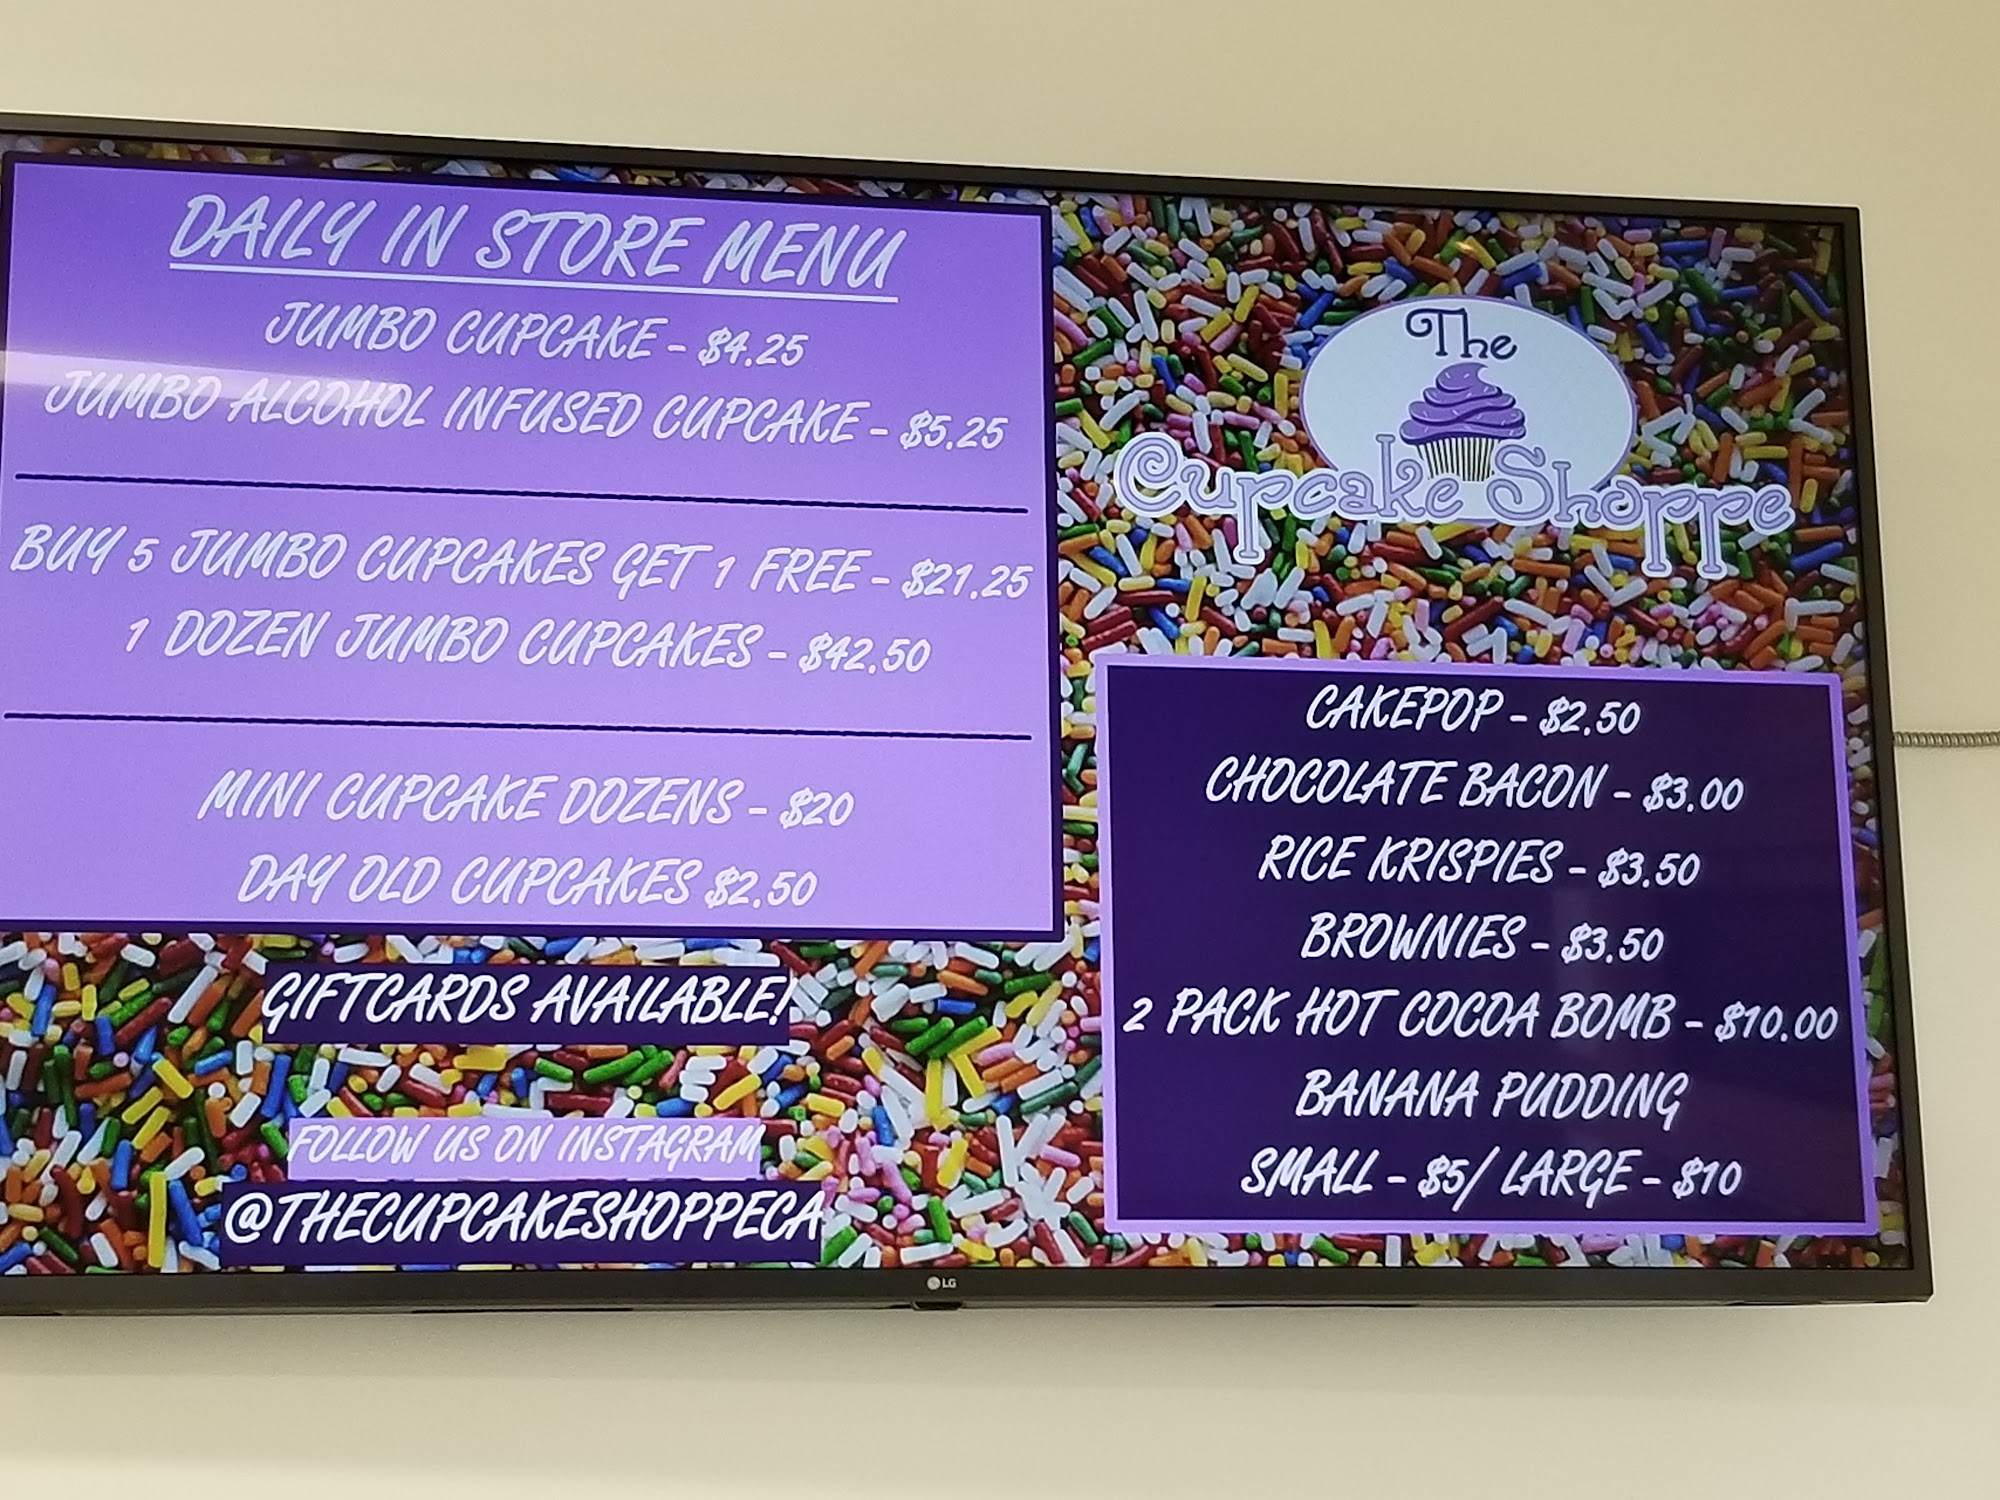 DAILY IN STORE MENU
JUMBO CUPCAKE - $4.25
JUMBO ALCOHOL INFUSED CUPCAKE - $5.25
BUY 5 JUMBO CUPCAKES GET 1 FREE - $21.25
1 DOZEN JUMBO CUPCAKES - $42.50
MINI CUPCAKE DOZENS - $20
DAY OLD CUPCAKES $2.50
GIFTCARDS AVAILABLE!
FOLLOW US ON INSTAGRAM
@THECUPCAKESHOPPECA
The
Cupcake Shoppe
CAKEPOP - $2.50
CHOCOLATE BACON - $3.00
RICE KRISPIES - $3.50
BROWNIES - $3.50
2 PACK HOT COCOA BOMB - $10.00
BANANA PUDDING
SMALL - $5/ LARGE - $10
LG